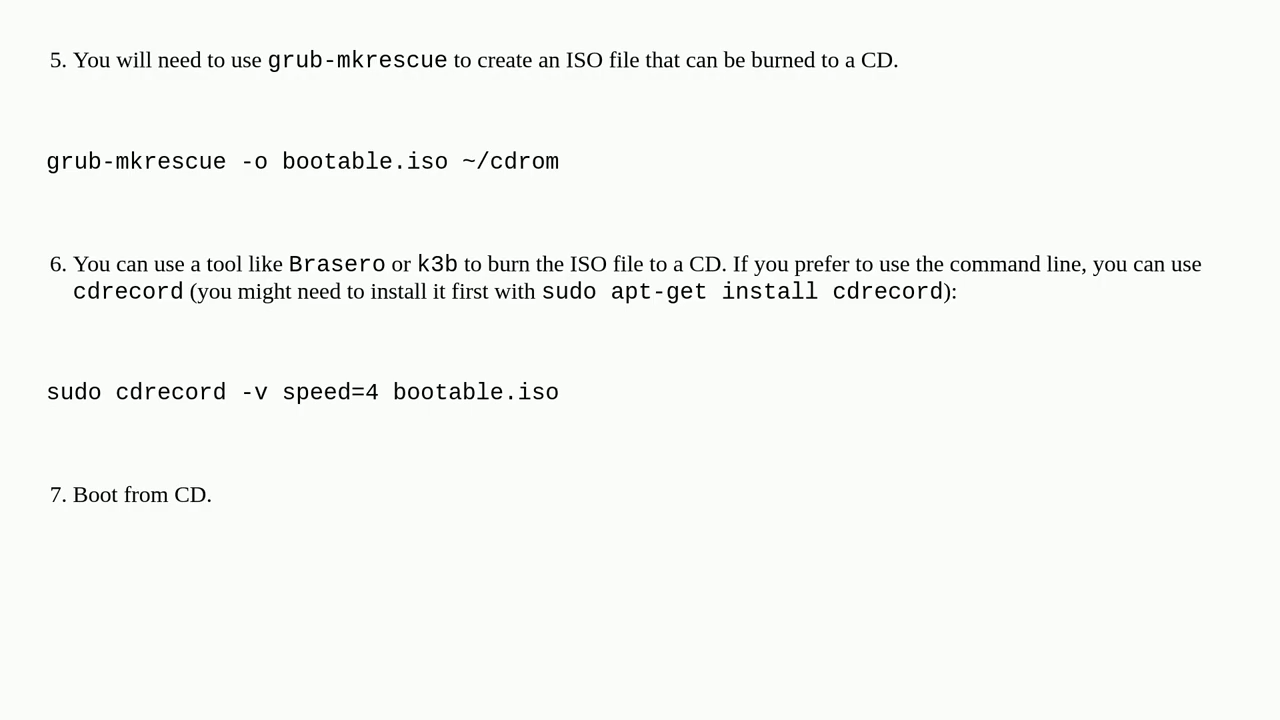 5. You will need to use grub-mkrescue to create an ISO file that can be burned to a CD.
grub-mkrescue -o bootable.iso ~/cdrom
6. You can use a tool like Brasero or k3b to burn the ISO file to a CD. If you prefer to use the command line, you can use
cdrecord (you might need to install it first with sudo apt-get install cdrecord):
sudo cdrecord -v speed=4 bootable.iso
7. Boot from CD.